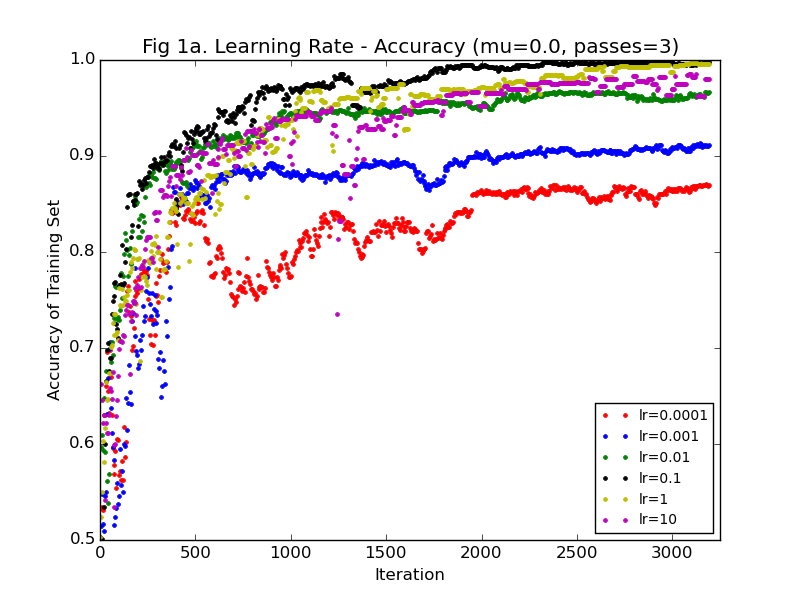 Fig 1a. Learning Rate - Accuracy (mu=0.0, passes=3)
Accuracy of Training Set
1.0
0.9
0.8
0.7
0.6
0.5
0 500 1000 1500 2000 2500 3000
Iteration
lr=0.0001
lr=0.001
lr=0.01
lr=0.1
lr=1
lr=10